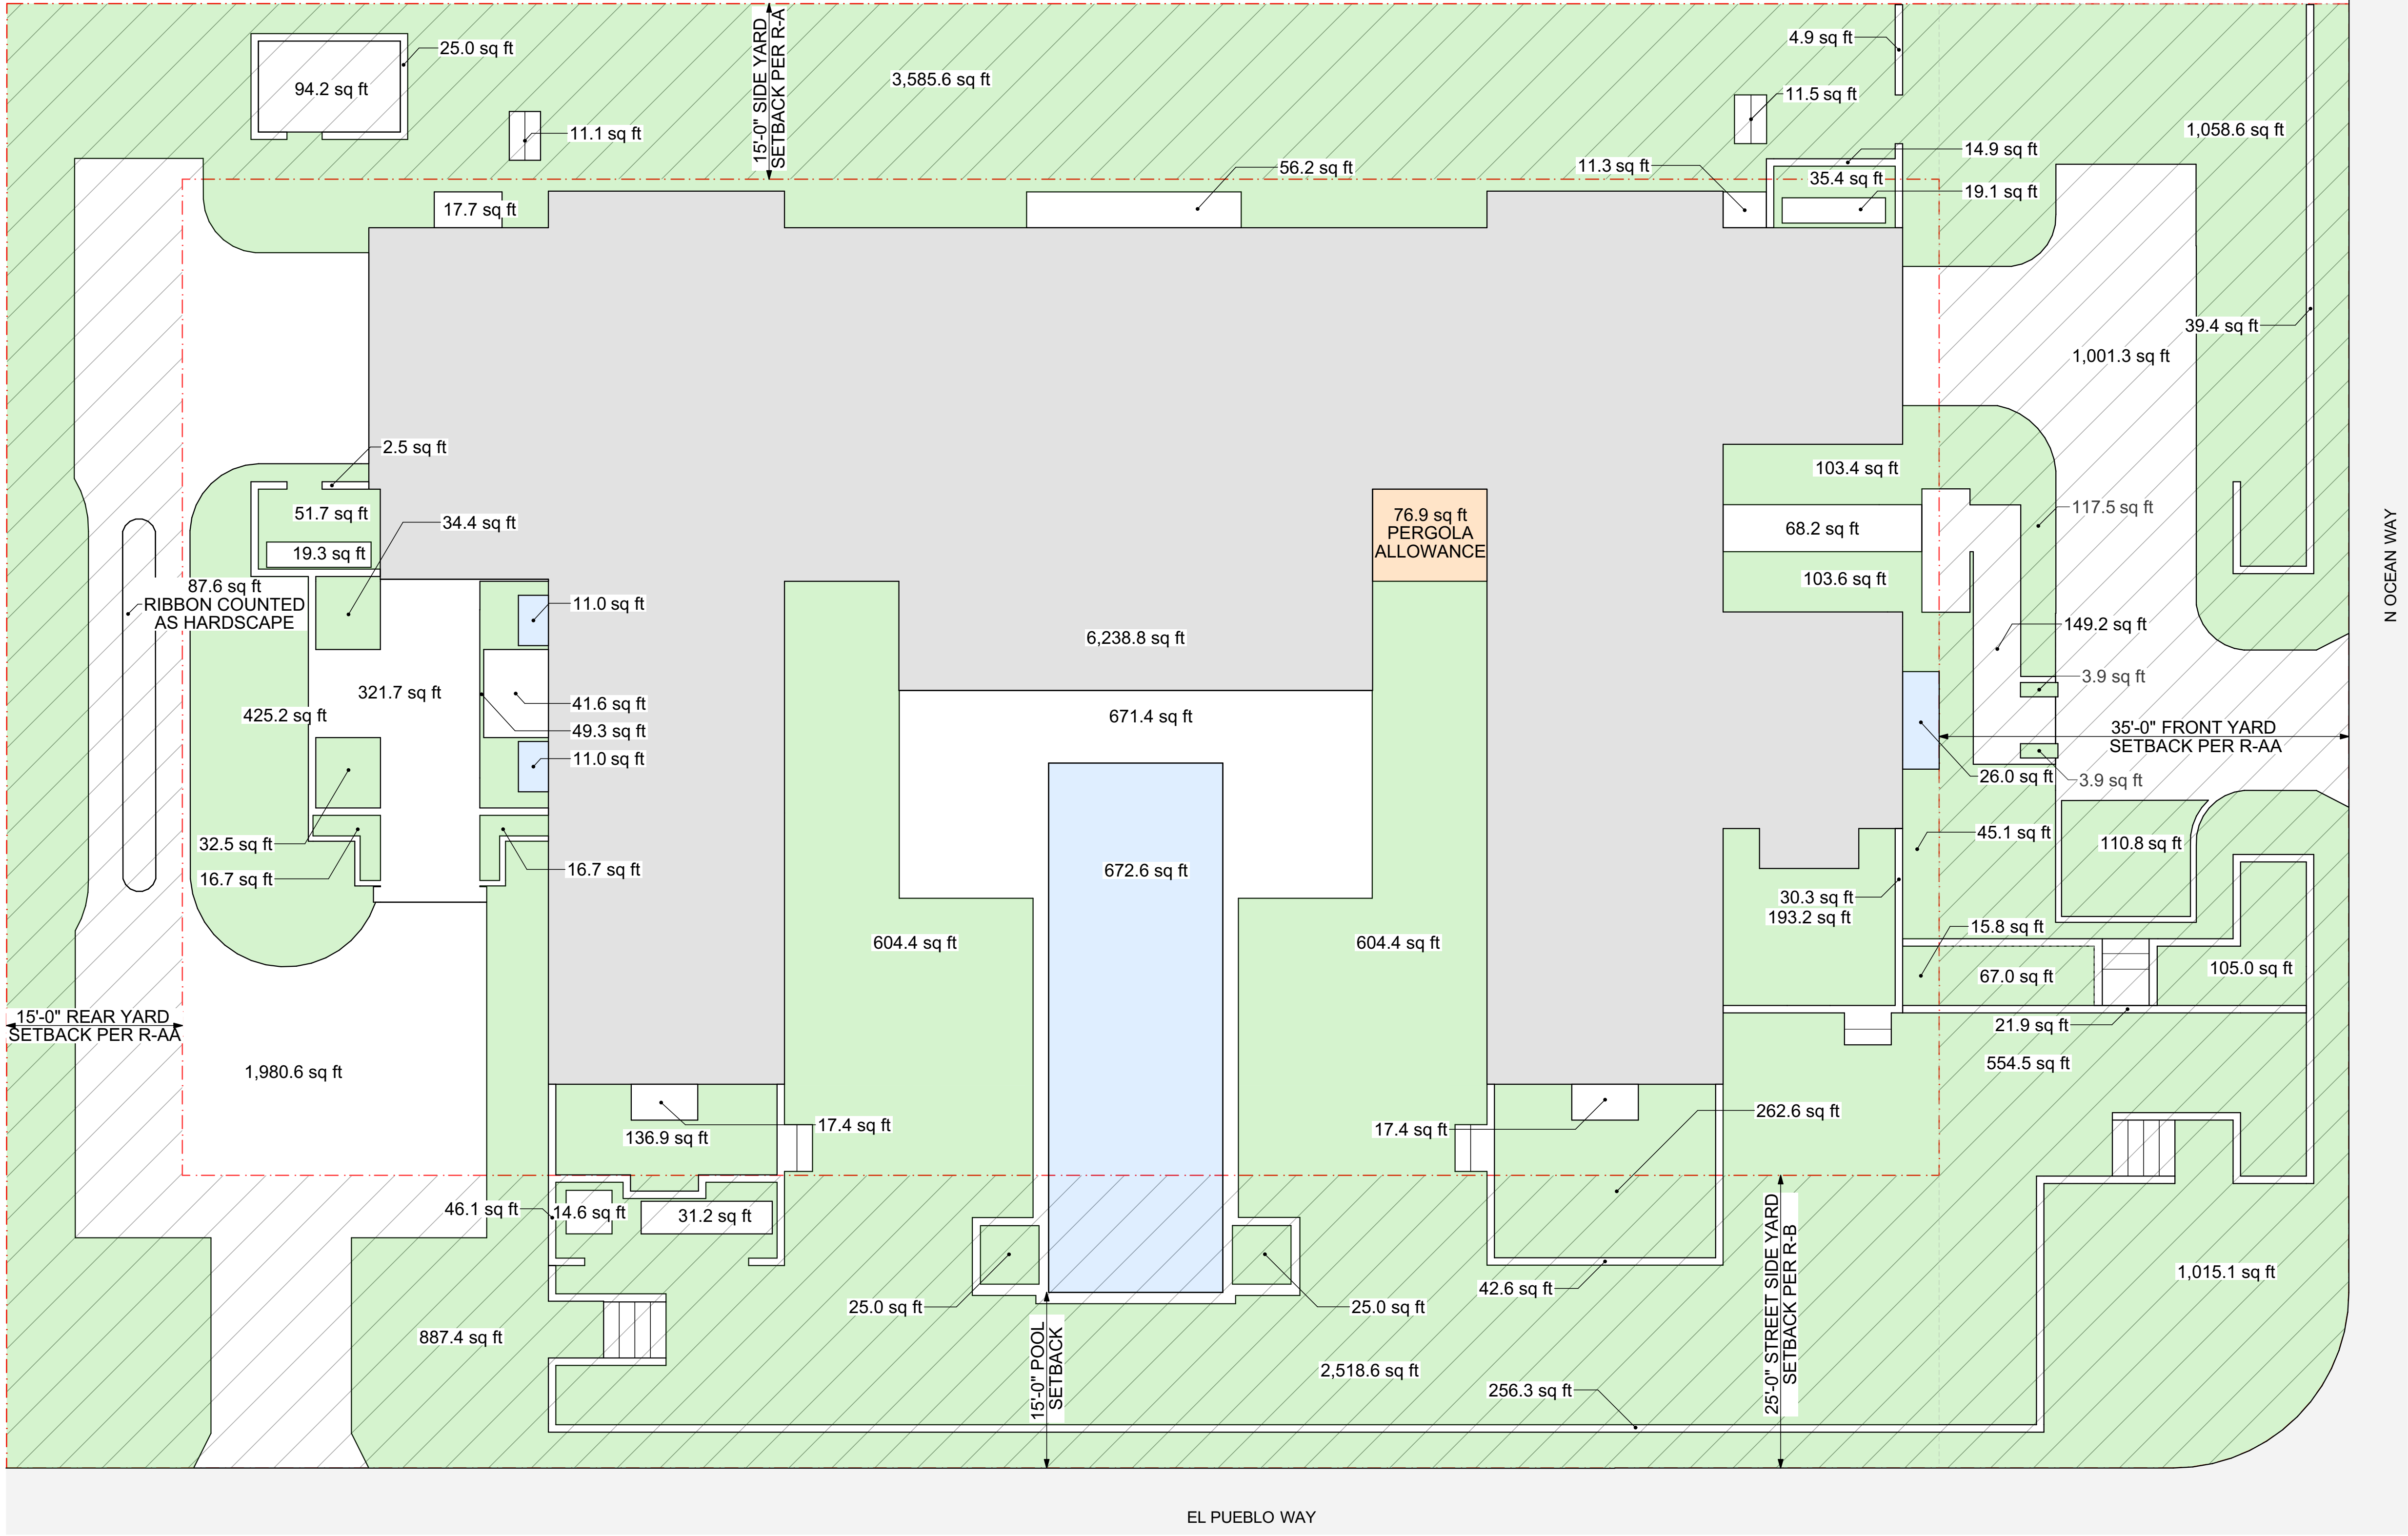 25.0 sq ft
94.2 sq ft
11.1 sq ft
15'-0" SIDE YARD
SETBACK PER R-A
3,585.6 sq ft
4.9 sq ft
11.5 sq ft
1,058.6 sq ft
14.9 sq ft
11.3 sq ft
56.2 sq ft
35.4 sq ft
19.1 sq ft
17.7 sq ft
39.4 sq ft
1,001.3 sq ft
2.5 sq ft
103.4 sq ft
51.7 sq ft
34.4 sq ft
76.9 sq ft
PERGOLA
ALLOWANCE
68.2 sq ft
117.5 sq ft
N OCEAN WAY
19.3 sq ft
103.6 sq ft
87.6 sq ft
RIBBON COUNTED
AS HARDSCAPE
11.0 sq ft
6,238.8 sq ft
149.2 sq ft
3.9 sq ft
321.7 sq ft
41.6 sq ft
425.2 sq ft
671.4 sq ft
49.3 sq ft
35'-0" FRONT YARD
SETBACK PER R-AA
11.0 sq ft
26.0 sq ft
3.9 sq ft
32.5 sq ft
45.1 sq ft
110.8 sq ft
16.7 sq ft
16.7 sq ft
672.6 sq ft
30.3 sq ft
193.2 sq ft
15.8 sq ft
604.4 sq ft
604.4 sq ft
67.0 sq ft
105.0 sq ft
15'-0" REAR YARD
SETBACK PER R-AA
21.9 sq ft
554.5 sq ft
1,980.6 sq ft
262.6 sq ft
17.4 sq ft
17.4 sq ft
136.9 sq ft
46.1 sq ft
14.6 sq ft
31.2 sq ft
25'-0" STREET SIDE YARD
SETBACK PER R-B
1,015.1 sq ft
42.6 sq ft
25.0 sq ft
25.0 sq ft
887.4 sq ft
15'-0" POOL
SETBACK
2,518.6 sq ft
256.3 sq ft
EL PUEBLO WAY